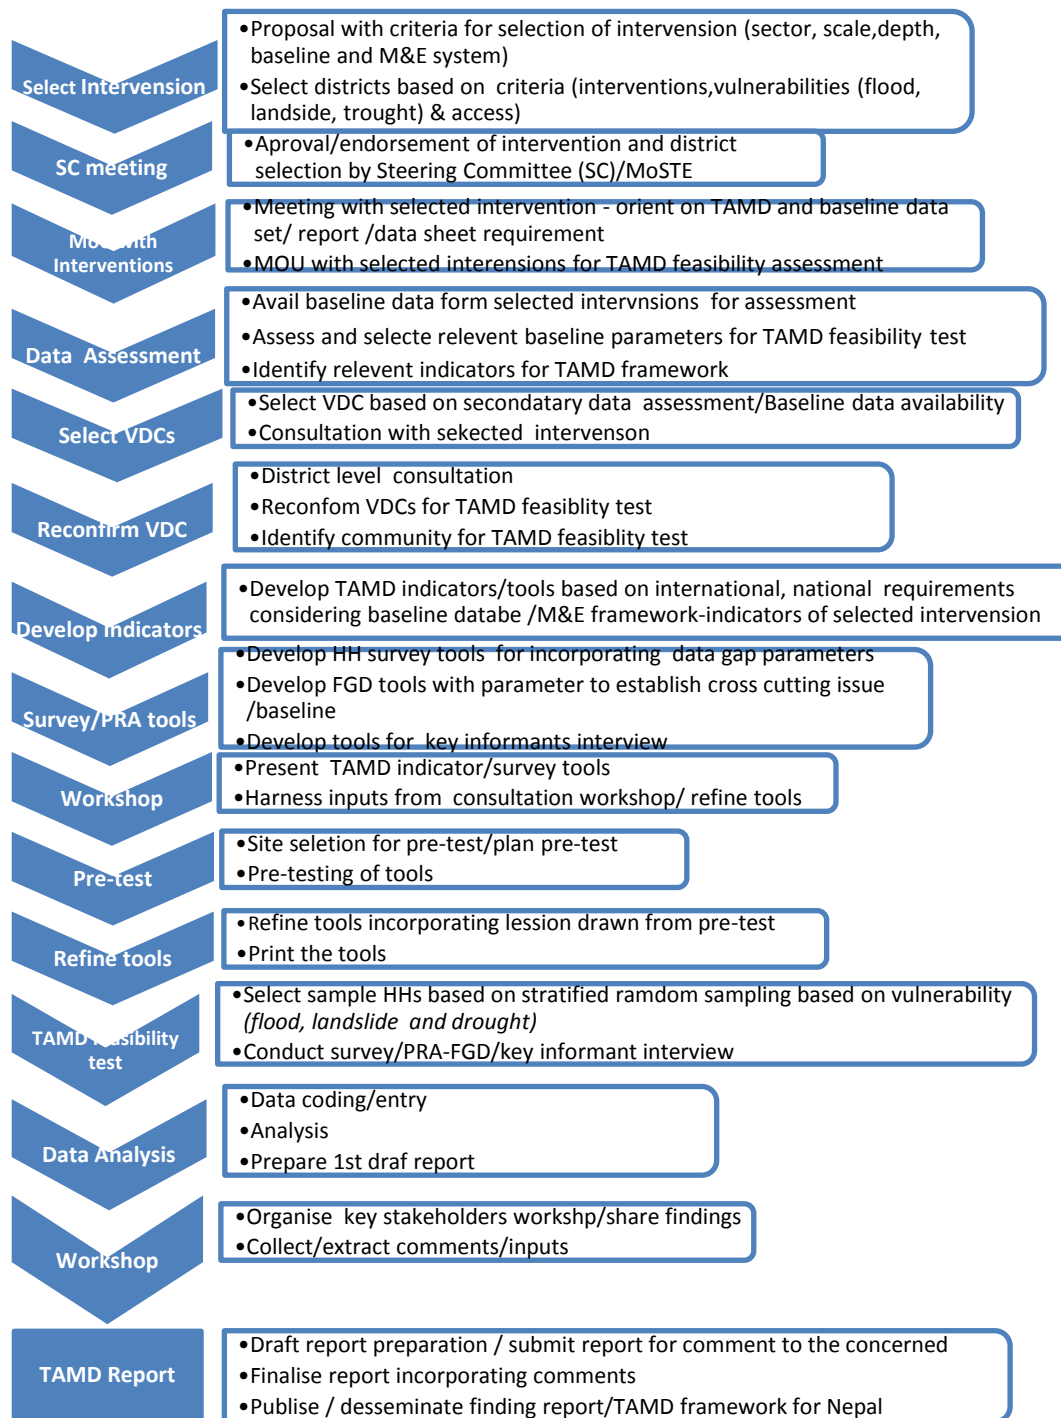 Select Intervension
•Proposal with criteria for selection of intervention (sector, scale,depth,
baseline and M&E system)
•Select districts based on criteria (interventions,vulnerabilities (flood,
landside, trought) & access)
SC meeting
•Aproval/endorsement of intervention and district
selection by Steering Committee (SC)/MoSTE
MoU with
Interventions
•Meeting with selected intervention - orient on TAMD and baseline data
set/ report /data sheet requirement
•MOU with selected interensions for TAMD feasibility assessment
Data Assessment
•Avail baseline data form selected intervnsions for assessment
•Assess and selecte relevent baseline parameters for TAMD feasibility test
•Identify relevent indicators for TAMD framework
Select VDCs
•Select VDC based on secondatary data assessment/Baseline data availability
•Consultation with sekected intervenson
Reconfirm VDC
•District level consultation
•Reconfom VDCs for TAMD feasiblity test
•Identify community for TAMD feasiblity test
Develop Indicators
•Develop TAMD indicators/tools based on international, national requirements
considering baseline databe /M&E framework-indicators of selected intervention
Survey/PRA tools
•Develop HH survey tools for incorporating data gap parameters
•Develop FGD tools with parameter to establish cross cutting issue
/baseline
•Develop tools for key informants interview
Workshop
•Present TAMD indicator/survey tools
•Harness inputs from consultation workshop/ refine tools
Pre-test
•Site seletion for pre-test/plan pre-test
•Pre-testing of tools
Refine tools
•Refine tools incorporating lession drawn from pre-test
•Print the tools
TAMD feasibility
test
•Select sample HHs based on stratified ramdom sampling based on vulnerability
(flood, landslide and drought)
•Conduct survey/PRA-FGD/key informant interview
Data Analysis
•Data coding/entry
•Analysis
•Prepare 1st draf report
Workshop
•Organise key stakeholders workshp/share findings
•Collect/extract comments/inputs
TAMD Report
•Draft report preparation / submit report for comment to the concerned
•Finalise report incorporating comments
•Publise / desseminate finding report/TAMD framework for Nepal